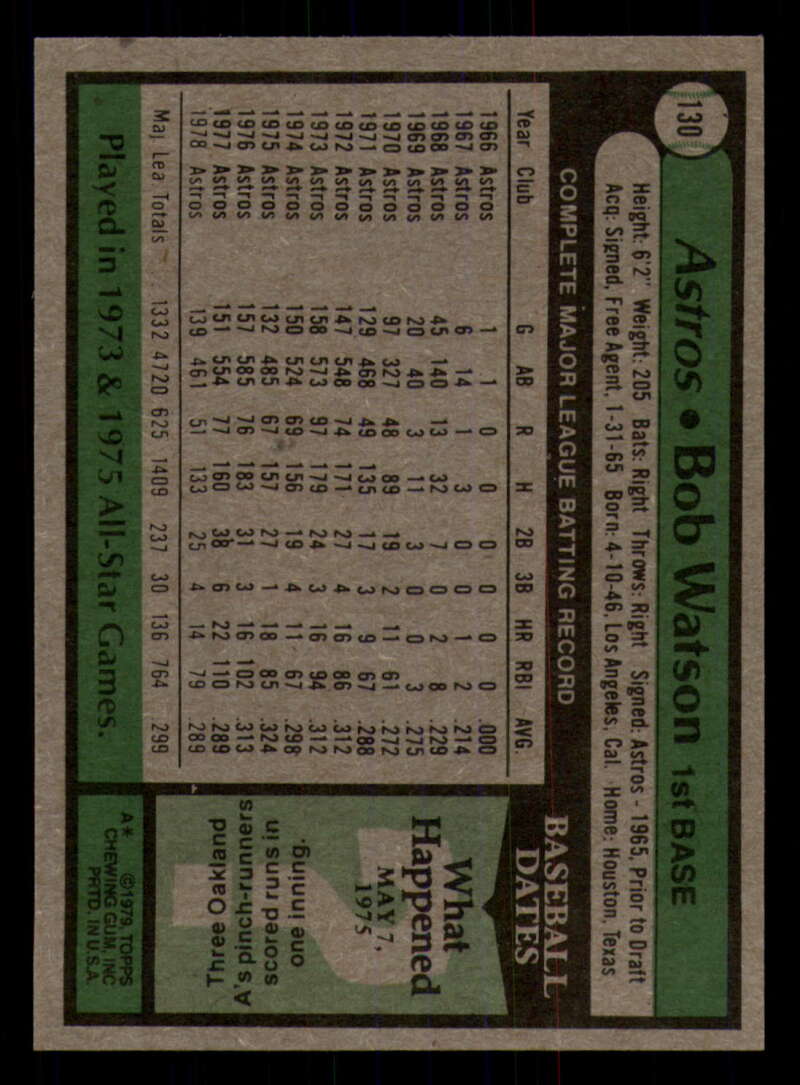 130
Astros • Bob Watson 1st BASE
Height: 6'2" Weight: 205 Bats: Right Throws: Right Signed: Astros - 1965, Prior to Draft
Acq: Signed, Free Agent, 1-31-65 Born: 4-10-46, Los Angeles, Cal. Home: Houston, Texas
COMPLETE MAJOR LEAGUE BATTING RECORD
Year Club G AB R H 2B 3B HR RBI AVG.
1966 Astros 1 1 0 0 0 0 0 0 .000
1967 Astros 6 14 1 3 0 0 1 2 .214
1968 Astros 45 140 13 32 7 0 2 8 .229
1969 Astros 20 40 3 11 3 0 0 3 .275
1970 Astros 97 327 48 89 19 2 11 61 .272
1971 Astros 129 468 49 135 17 3 9 67 .288
1972 Astros 147 548 74 171 27 4 16 86 .312
1973 Astros 158 573 97 179 24 3 16 94 .312
1974 Astros 150 524 69 156 19 4 11 67 .298
1975 Astros 132 485 67 157 27 1 18 85 .324
1976 Astros 157 585 76 183 31 3 16 102 .313
1977 Astros 151 554 77 160 38 6 22 110 .289
1978 Astros 139 461 51 133 25 4 14 79 .289
Maj Lea Totals 1332 4720 625 1409 237 30 136 764 .299
Played in 1973 & 1975 All-Star Games.
BASEBALL
DATES
What
Happened
MAY 7,
1975
Three Oakland
A's pinch-runners
scored runs in
one inning.
A* ©1979, TOPPS
CHEWING GUM, INC
PRTD. IN U.S.A.